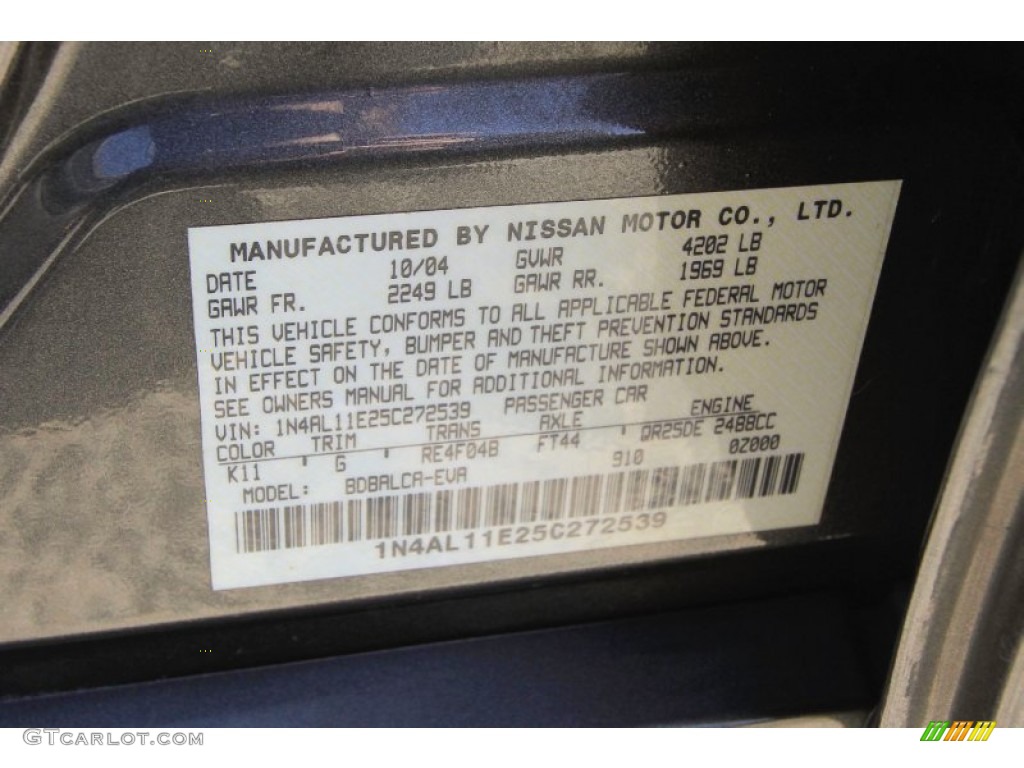 MANUFACTURED BY NISSAN MOTOR CO., LTD.
DATE 10/04 GVWR 4202 LB
GAWR FR. 2249 LB GAWR RR. 1969 LB
THIS VEHICLE CONFORMS TO ALL APPLICABLE FEDERAL MOTOR
VEHICLE SAFETY, BUMPER AND THEFT PREVENTION STANDARDS
IN EFFECT ON THE DATE OF MANUFACTURE SHOWN ABOVE.
SEE OWNERS MANUAL FOR ADDITIONAL INFORMATION.
VIN: 1N4AL11E25C272539 PASSENGER CAR
COLOR TRIM TRANS AXLE ENGINE
K11 G RE4F04B FT44 QR25DE 2488CC
MODEL: BDBALCA-EVA 910 0Z000
1N4AL11E25C272539
GTCARLOT.COM